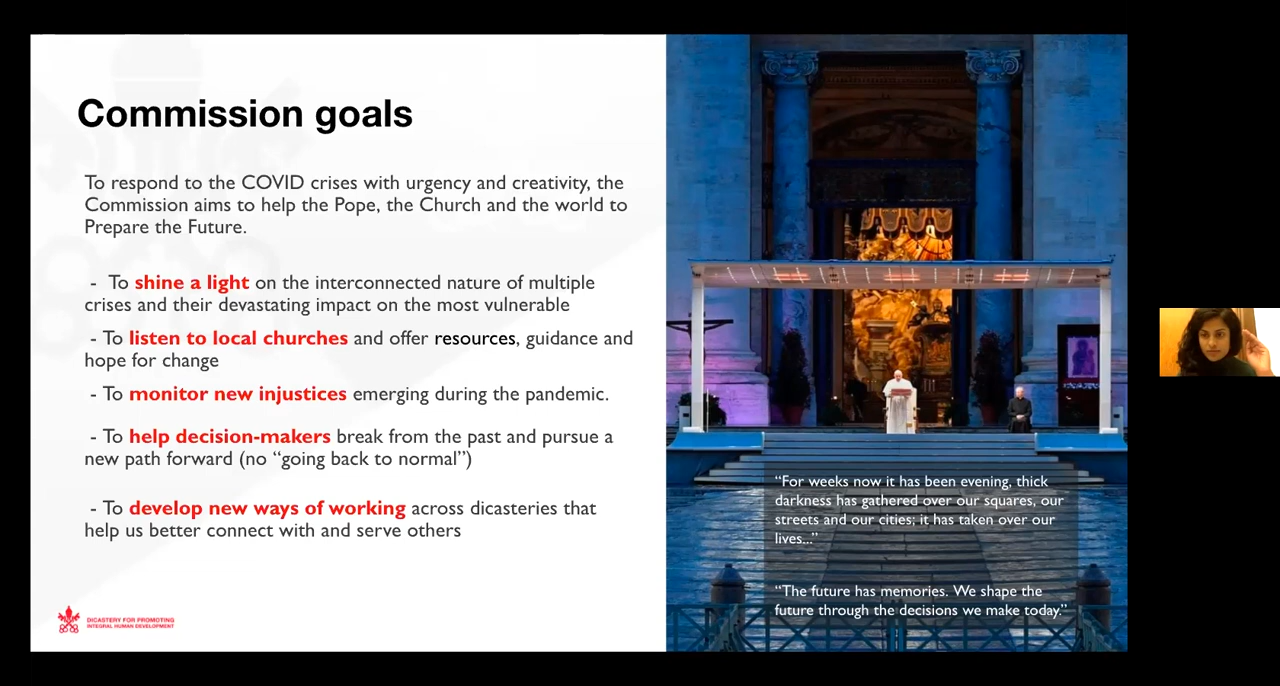 Commission goals
To respond to the COVID crises with urgency and creativity, the
Commission aims to help the Pope, the Church and the world to
Prepare the Future.
- To shine a light on the interconnected nature of multiple
crises and their devastating impact on the most vulnerable
- To listen to local churches and offer resources, guidance and
hope for change
- To monitor new injustices emerging during the pandemic.
- To help decision-makers break from the past and pursue a
new path forward (no “going back to normal”)
- To develop new ways of working across dicasteries that
help us better connect with and serve others
DICASTERY FOR PROMOTING
INTEGRAL HUMAN DEVELOPMENT
“For weeks now it has been evening, thick
darkness has gathered over our squares, our
streets and our cities; it has taken over our
lives...”
“The future has memories. We shape the
future through the decisions we make today.”